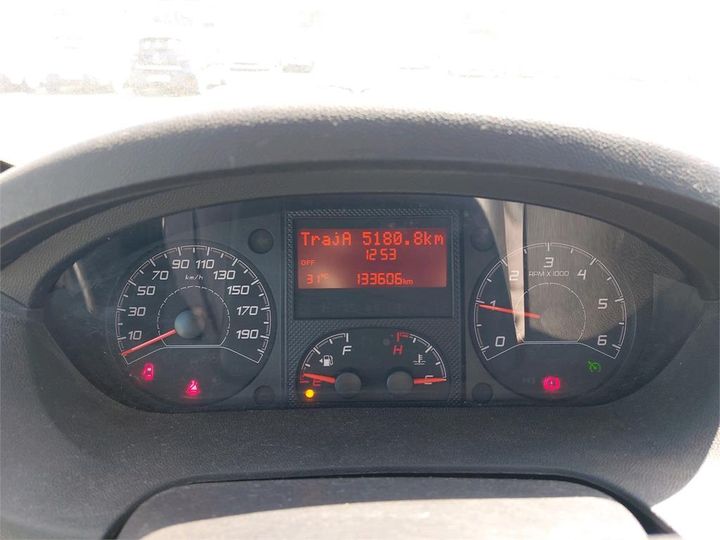 TrajA 5180.8km
12:53
OFF
31°C 133606km
10 30 50 70 90 110 130 150 170 190
km/h
E F
H C
0 1 2 3 4 5 6
RPM X 1000